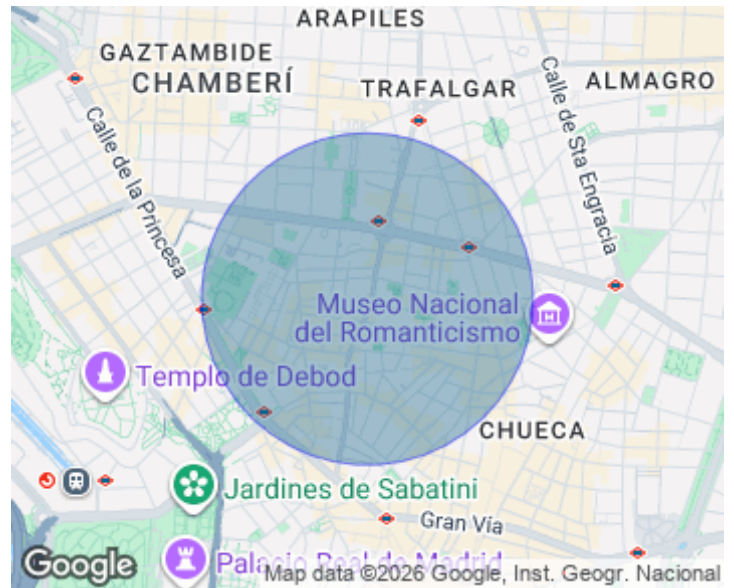 ARAPILES
GAZTAMBIDE
CHAMBERÍ
TRAFALGAR
ALMAGRO
Calle de la Princesa
Calle de Sta Engracia
Museo Nacional
del Romanticismo
Templo de Debod
CHUECA
Jardines de Sabatini
Gran Vía
Palacio Real de Madrid
Google
Map data ©2026 Google, Inst. Geogr. Nacional